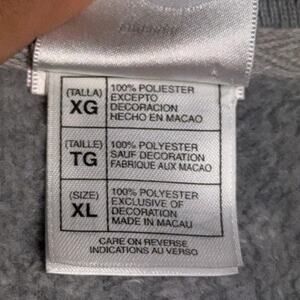 (TALLA)
XG
100% POLIESTER
EXCEPTO
DECORACION
HECHO EN MACAO
(TAILLE)
TG
100% POLYESTER
SAUF DECORATION
FABRIQUE AUX MACAO
(SIZE)
XL
100% POLYESTER
EXCLUSIVE OF
DECORATION
MADE IN MACAU
CARE ON REVERSE
INDICATIONS AU VERSO